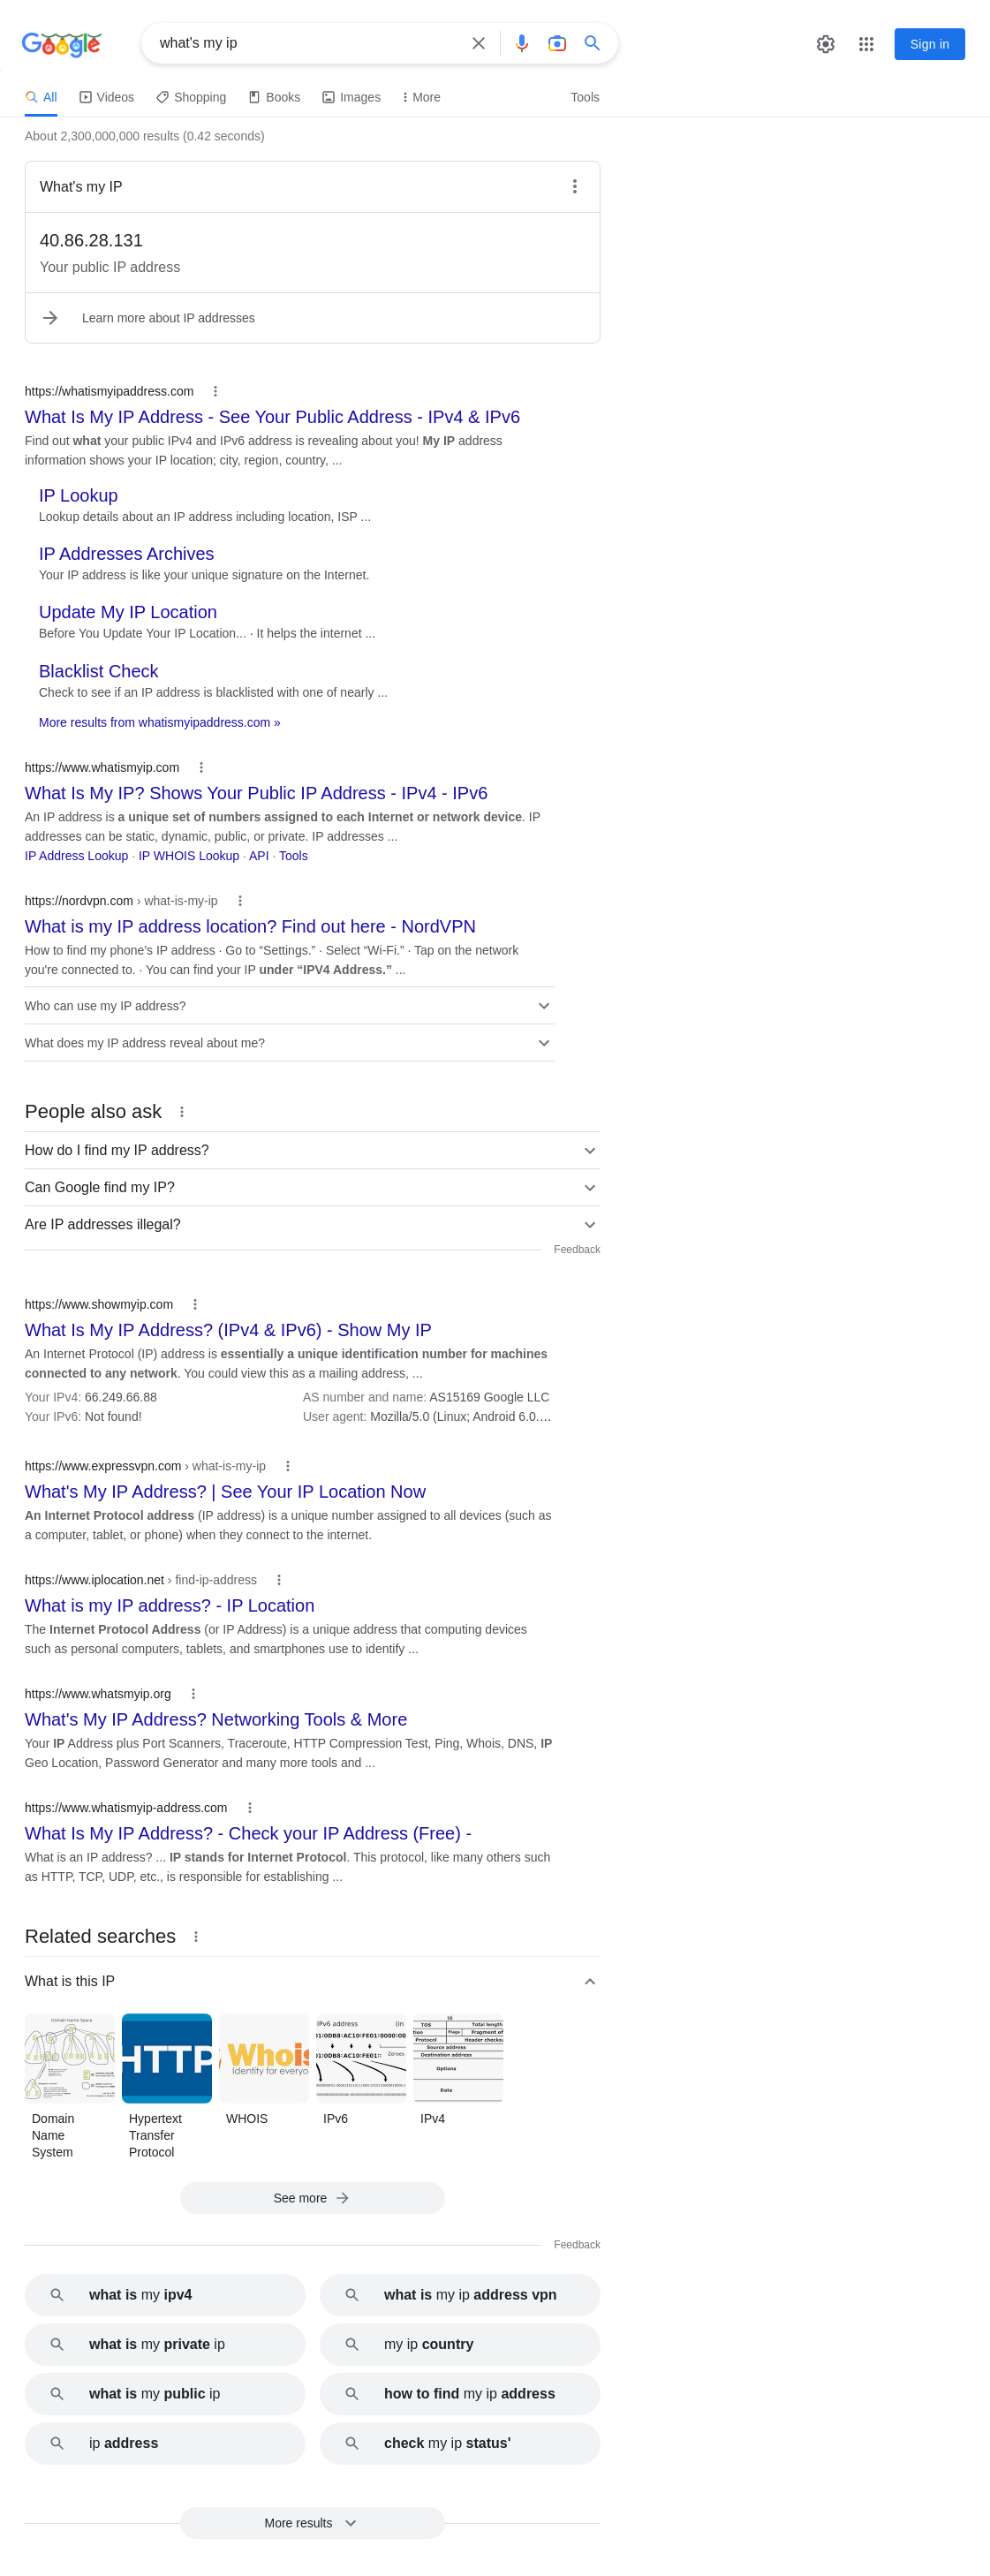 Google
what's my ip
Sign in
All
Videos
Shopping
Books
Images
More
Tools
About 2,300,000,000 results (0.42 seconds)
What's my IP
40.86.28.131
Your public IP address
Learn more about IP addresses
https://whatismyipaddress.com
What Is My IP Address - See Your Public Address - IPv4 & IPv6
Find out what your public IPv4 and IPv6 address is revealing about you! My IP address
information shows your IP location; city, region, country, ...
IP Lookup
Lookup details about an IP address including location, ISP ...
IP Addresses Archives
Your IP address is like your unique signature on the Internet.
Update My IP Location
Before You Update Your IP Location... · It helps the internet ...
Blacklist Check
Check to see if an IP address is blacklisted with one of nearly ...
More results from whatismyipaddress.com »
https://www.whatismyip.com
What Is My IP? Shows Your Public IP Address - IPv4 - IPv6
An IP address is a unique set of numbers assigned to each Internet or network device. IP
addresses can be static, dynamic, public, or private. IP addresses ...
IP Address Lookup · IP WHOIS Lookup · API · Tools
https://nordvpn.com › what-is-my-ip
What is my IP address location? Find out here - NordVPN
How to find my phone's IP address · Go to “Settings.” · Select “Wi-Fi.” · Tap on the network
you're connected to. · You can find your IP under “IPV4 Address.” ...
Who can use my IP address?
What does my IP address reveal about me?
People also ask
How do I find my IP address?
Can Google find my IP?
Are IP addresses illegal?
Feedback
https://www.showmyip.com
What Is My IP Address? (IPv4 & IPv6) - Show My IP
An Internet Protocol (IP) address is essentially a unique identification number for machines
connected to any network. You could view this as a mailing address, ...
Your IPv4: 66.249.66.88
AS number and name: AS15169 Google LLC
Your IPv6: Not found!
User agent: Mozilla/5.0 (Linux; Android 6.0....
https://www.expressvpn.com › what-is-my-ip
What's My IP Address? | See Your IP Location Now
An Internet Protocol address (IP address) is a unique number assigned to all devices (such as
a computer, tablet, or phone) when they connect to the internet.
https://www.iplocation.net › find-ip-address
What is my IP address? - IP Location
The Internet Protocol Address (or IP Address) is a unique address that computing devices
such as personal computers, tablets, and smartphones use to identify ...
https://www.whatsmyip.org
What's My IP Address? Networking Tools & More
Your IP Address plus Port Scanners, Traceroute, HTTP Compression Test, Ping, Whois, DNS, IP
Geo Location, Password Generator and many more tools and ...
https://www.whatismyip-address.com
What Is My IP Address? - Check your IP Address (Free) -
What is an IP address? ... IP stands for Internet Protocol. This protocol, like many others such
as HTTP, TCP, UDP, etc., is responsible for establishing ...
Related searches
What is this IP
Domain Name Space
HTTP
Whois
Identity for everyo
IPv6 address (in
Zeroes
16
TOS
Total length
Flags
Fragment of
Protocol
Header checks
Source address
Destination address
Options
Data
Domain
Name
System
Hypertext
Transfer
Protocol
WHOIS
IPv6
IPv4
See more
Feedback
what is my ipv4
what is my ip address vpn
what is my private ip
my ip country
what is my public ip
how to find my ip address
ip address
check my ip status'
More results